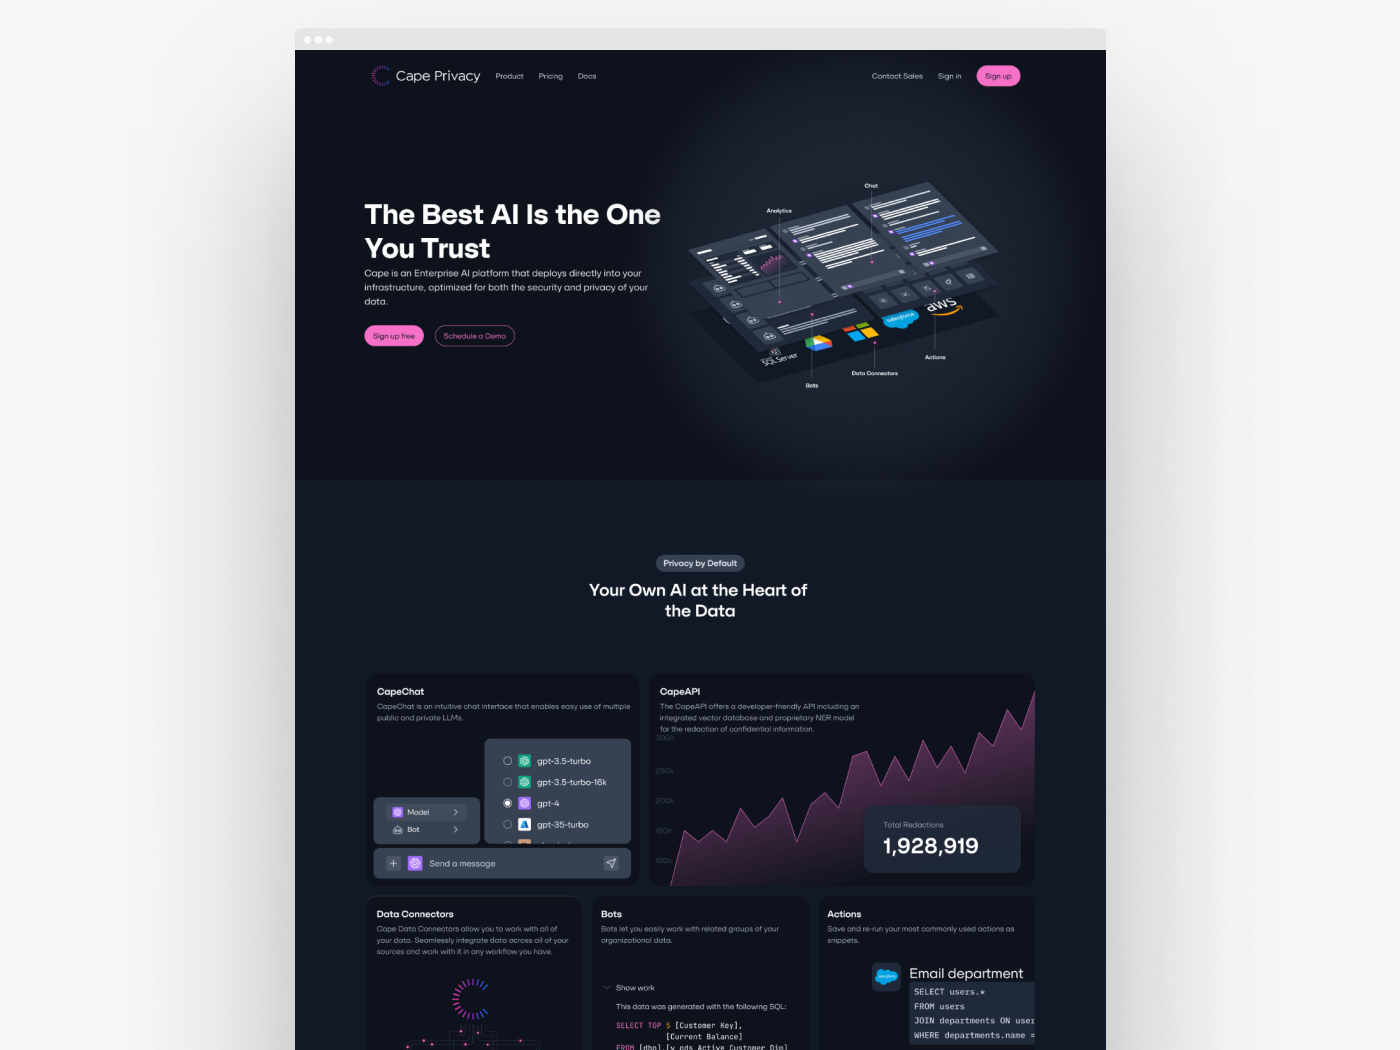 Cape Privacy
Product
Pricing
Docs
Contact Sales
Sign in
Sign up
The Best AI Is the One
You Trust
Cape is an Enterprise AI platform that deploys directly into your
infrastructure, optimized for both the security and privacy of your
data.
Sign up free
Schedule a Demo
Chat
Analytics
aws
salesforce
SQL Server
Actions
Data Connectors
Bots
Privacy by Default
Your Own AI at the Heart of
the Data
CapeChat
CapeChat is an intuitive chat interface that enables easy use of multiple
public and private LLMs.
gpt-3.5-turbo
gpt-3.5-turbo-16k
gpt-4
gpt-35-turbo
Model
Bot
Send a message
CapeAPI
The CapeAPI offers a developer-friendly API including an
integrated vector database and proprietary NER model
for the redaction of confidential information.
300k
250k
200k
150k
100k
Total Redactions
1,928,919
Data Connectors
Cape Data Connectors allow you to work with all of
your data. Seamlessly integrate data across all of your
sources and work with it in any workflow you have.
Bots
Bots let you easily work with related groups of your
organizational data.
Show work
This data was generated with the following SQL:
SELECT TOP 5 [Customer Key],
[Current Balance]
FROM [dbo].[v_pds_Active_Customer_Dim]
Actions
Save and re-run your most commonly used actions as
snippets.
salesforce
Email department
SELECT users.*
FROM users
JOIN departments ON user
WHERE departments.name =